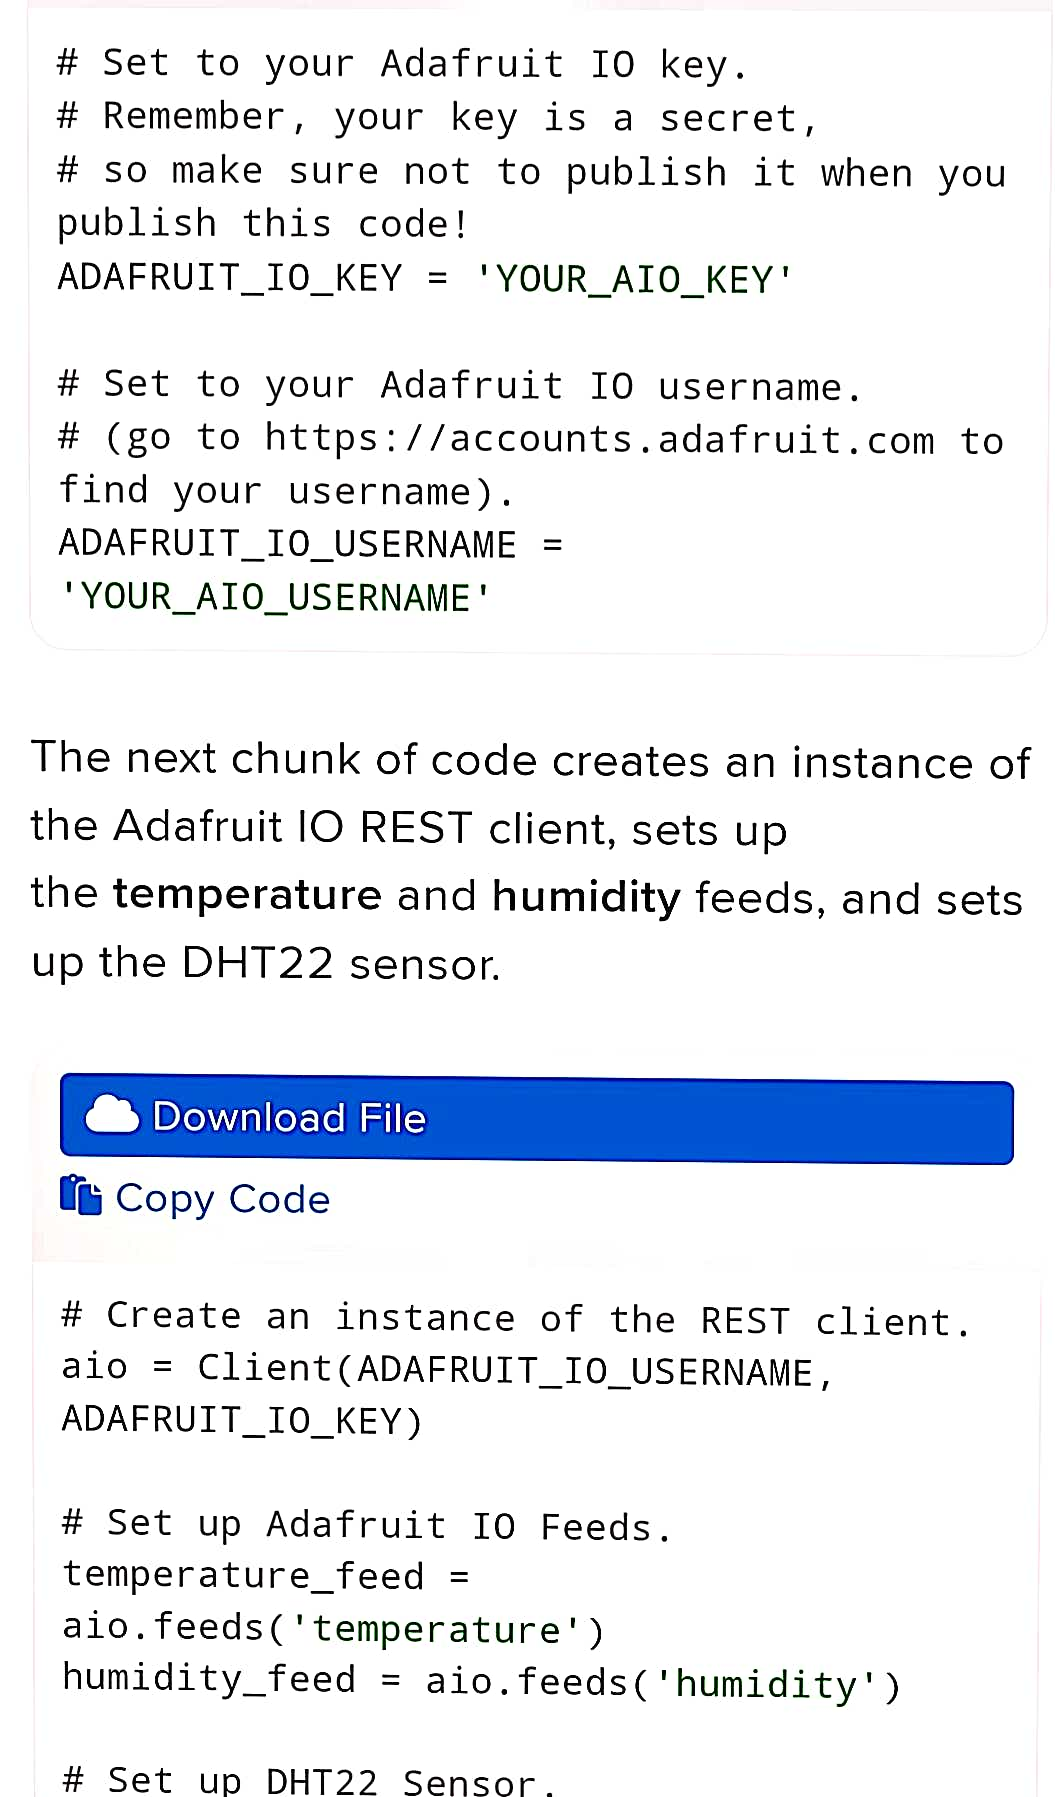 # Set to your Adafruit IO key.
# Remember, your key is a secret,
# so make sure not to publish it when you
publish this code!
ADAFRUIT_IO_KEY = 'YOUR_AIO_KEY'
# Set to your Adafruit IO username.
# (go to https://accounts.adafruit.com to
find your username).
ADAFRUIT_IO_USERNAME =
'YOUR_AIO_USERNAME'
The next chunk of code creates an instance of
the Adafruit IO REST client, sets up
the temperature and humidity feeds, and sets
up the DHT22 sensor.
Download File
Copy Code
# Create an instance of the REST client.
aio = Client(ADAFRUIT_IO_USERNAME,
ADAFRUIT_IO_KEY)
# Set up Adafruit IO Feeds.
temperature_feed =
aio.feeds('temperature')
humidity_feed = aio.feeds('humidity')
# Set up DHT22 Sensor.